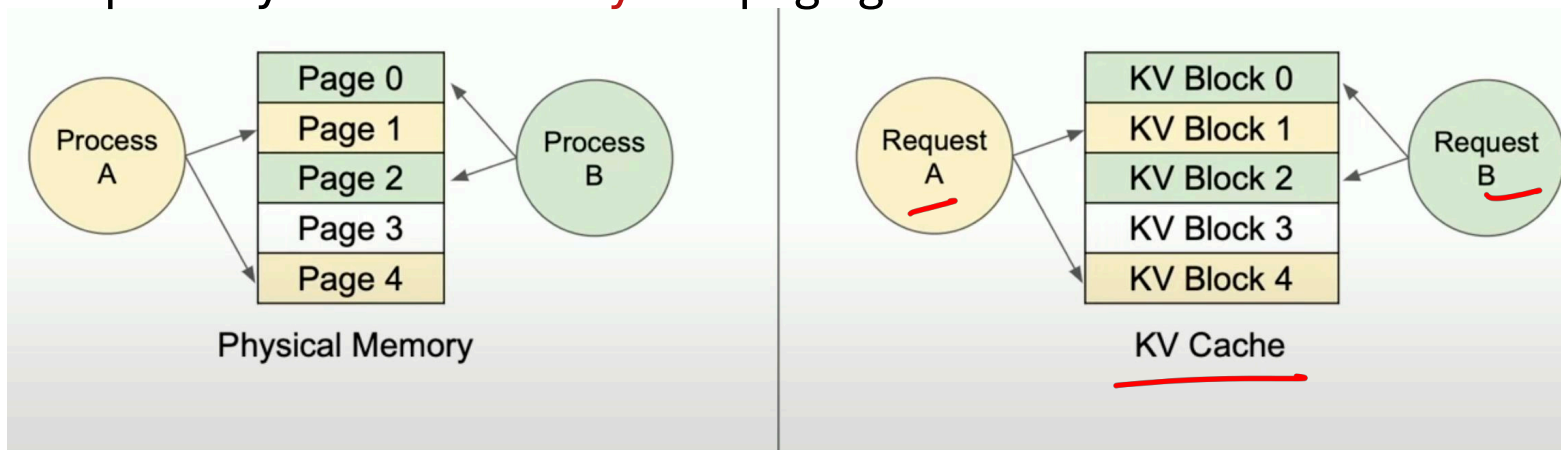 Process
A
Page 0
Page 1
Page 2
Page 3
Page 4
Process
B
Physical Memory
Request
A
KV Block 0
KV Block 1
KV Block 2
KV Block 3
KV Block 4
Request
B
KV Cache